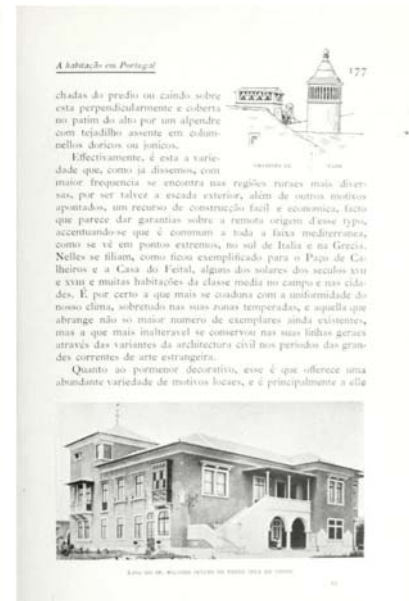 A habitação em Portugal
177
chadas do predio ou caindo sobre
esta perpendicularmente e coberta
no patim do alto por um alpendre
com tejadilho assente em colum-
nellos doricos ou jonicos.
Effectivamente, é esta a varie-
dade que, como ja dissemos, com
maior frequencia se encontra nas regiões ruraes mais diver-
sas, por ser talvez a escada exterior, além de outros motivos
apontados, um recurso de construcção facil e economica, facto
que parece dar garantias sobre a remota origem d'esse typo,
accentuando-se que é commum a toda a faixa mediterranea,
como se vê em pontos extremos, no sul de Italia e na Grecia.
Nelles se filiam, como ficou exemplificado para o Paço de Ca-
lheiros e a Casa do Feital, alguns dos solares dos seculos XVII
e XVIII e muitas habitações da classe media no campo e nas cida-
des. É por certo a que mais se coaduna com a uniformidade do
nosso clima, sobretudo nas suas zonas temperadas, e aquella que
abrange não só maior numero de exemplares ainda existentes,
mas a que mais inalteravel se conservou nas suas linhas geraes
através das variantes da architectura civil nos periodos das gran-
des correntes de arte estrangeira.
Quanto ao pormenor decorativo, esse é que offerece uma
abundante variedade de motivos locaes, e é principalmente a elle